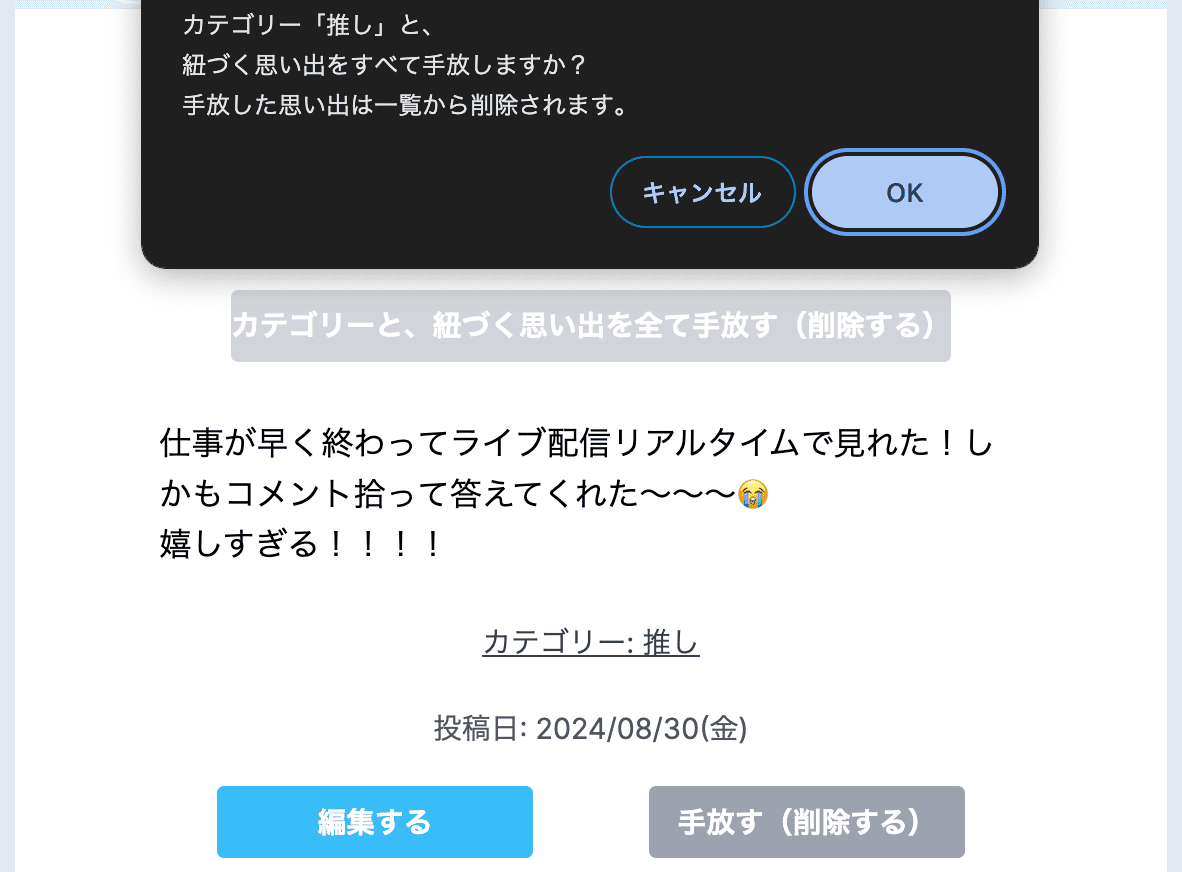 カテゴリー「推し」と、
紐づく思い出をすべて手放しますか？
手放した思い出は一覧から削除されます。
キャンセル
OK
カテゴリーと、紐づく思い出を全て手放す（削除する）
仕事が早く終わってライブ配信リアルタイムで見れた！し
かもコメント拾って答えてくれた〜〜〜😭
嬉しすぎる！！！！
カテゴリー: 推し
投稿日: 2024/08/30(金)
編集する
手放す（削除する）